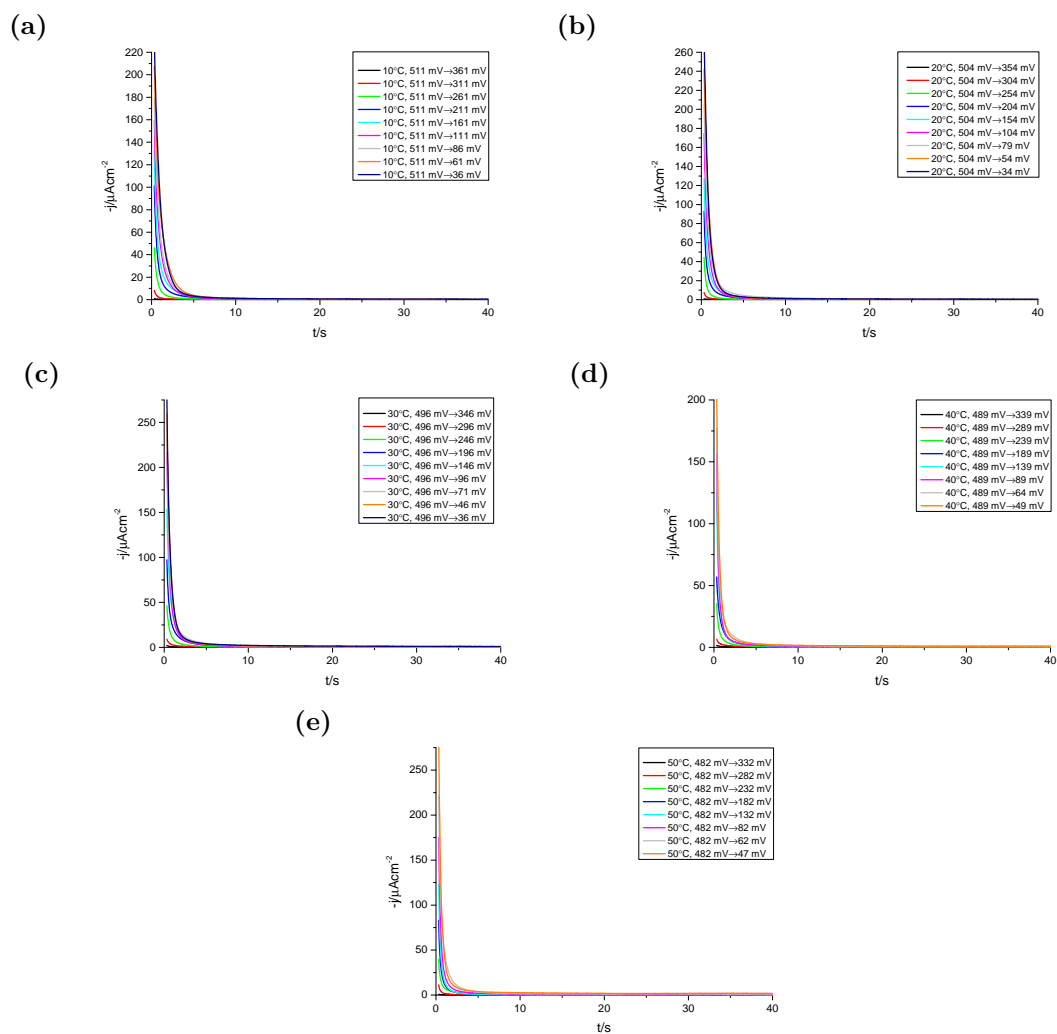 (a)
220
200
180
160
140
120
100
80
60
40
20
0
0 10 20 30 40
-j/μAcm-2
t/s
10°C, 511 mV→361 mV
10°C, 511 mV→311 mV
10°C, 511 mV→261 mV
10°C, 511 mV→211 mV
10°C, 511 mV→161 mV
10°C, 511 mV→111 mV
10°C, 511 mV→86 mV
10°C, 511 mV→61 mV
10°C, 511 mV→36 mV
(b)
260
240
220
200
180
160
140
120
100
80
60
40
20
0
0 10 20 30 40
-j/μAcm-2
t/s
20°C, 504 mV→354 mV
20°C, 504 mV→304 mV
20°C, 504 mV→254 mV
20°C, 504 mV→204 mV
20°C, 504 mV→154 mV
20°C, 504 mV→104 mV
20°C, 504 mV→79 mV
20°C, 504 mV→54 mV
20°C, 504 mV→34 mV
(c)
250
200
150
100
50
0
0 10 20 30 40
-j/μAcm-2
t/s
30°C, 496 mV→346 mV
30°C, 496 mV→296 mV
30°C, 496 mV→246 mV
30°C, 496 mV→196 mV
30°C, 496 mV→146 mV
30°C, 496 mV→96 mV
30°C, 496 mV→71 mV
30°C, 496 mV→46 mV
30°C, 496 mV→36 mV
(d)
200
150
100
50
0
0 10 20 30 40
-j/μAcm-2
t/s
40°C, 489 mV→339 mV
40°C, 489 mV→289 mV
40°C, 489 mV→239 mV
40°C, 489 mV→189 mV
40°C, 489 mV→139 mV
40°C, 489 mV→89 mV
40°C, 489 mV→64 mV
40°C, 489 mV→49 mV
(e)
250
200
150
100
50
0
0 10 20 30 40
-j/μAcm-2
t/s
50°C, 482 mV→332 mV
50°C, 482 mV→282 mV
50°C, 482 mV→232 mV
50°C, 482 mV→182 mV
50°C, 482 mV→132 mV
50°C, 482 mV→82 mV
50°C, 482 mV→62 mV
50°C, 482 mV→47 mV